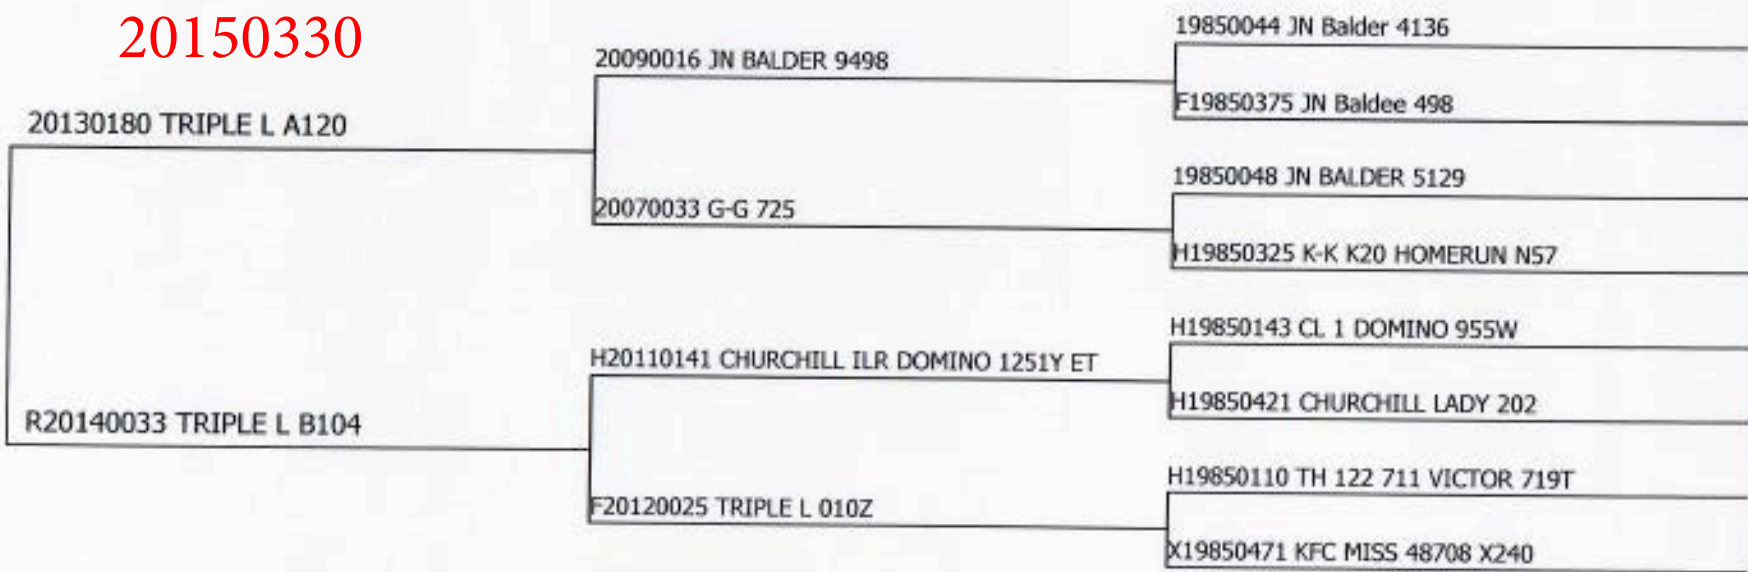 20150330
19850044 JN Balder 4136
20090016 JN BALDER 9498
F19850375 JN Baldee 498
20130180 TRIPLE L A120
19850048 JN BALDER 5129
20070033 G-G 725
H19850325 K-K K20 HOMERUN N57
H19850143 CL 1 DOMINO 955W
H20110141 CHURCHILL ILR DOMINO 1251Y ET
H19850421 CHURCHILL LADY 202
R20140033 TRIPLE L B104
H19850110 TH 122 711 VICTOR 719T
F20120025 TRIPLE L 010Z
X19850471 KFC MISS 48708 X240